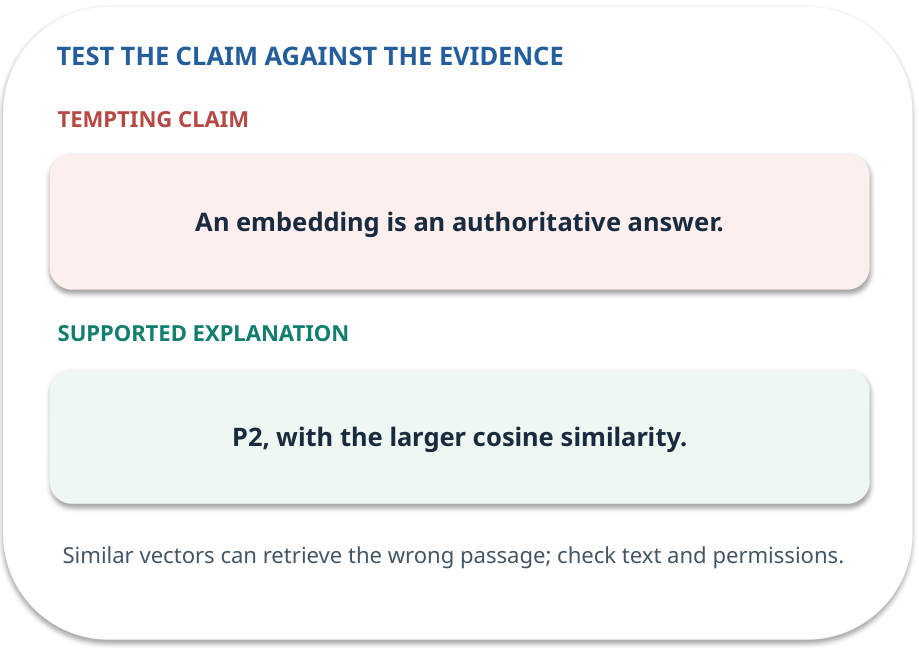 TEST THE CLAIM AGAINST THE EVIDENCE
TEMPTING CLAIM
An embedding is an authoritative answer.
SUPPORTED EXPLANATION
P2, with the larger cosine similarity.
Similar vectors can retrieve the wrong passage; check text and permissions.